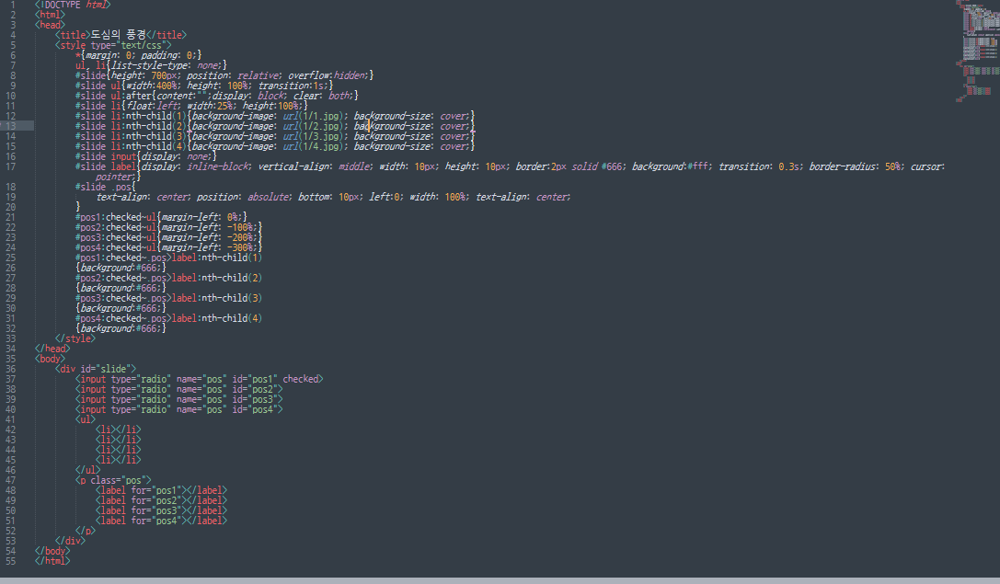 1 <!DOCTYPE html>
2 <html>
3 <head>
4 <title>도심의 풍경</title>
5 <style type="text/css">
6 *{margin: 0; padding: 0;}
7 ul, li{list-style-type: none;}
8 #slide{height: 700px; position: relative; overflow:hidden;}
9 #slide ul{width:400%; height: 100%; transition:1s;}
10 #slide ul:after{content:"";display: block; clear: both;}
11 #slide li{float:left; width:25%; height:100%;}
12 #slide li:nth-child(1){background-image: url(1/1.jpg); background-size: cover;}
13 #slide li:nth-child(2){background-image: url(1/2.jpg); background-size: cover;}
14 #slide li:nth-child(3){background-image: url(1/3.jpg); background-size: cover;}
15 #slide li:nth-child(4){background-image: url(1/4.jpg); background-size: cover;}
16 #slide input{display: none;}
17 #slide label{display: inline-block; vertical-align: middle; width: 10px; height: 10px; border:2px solid #666; background:#fff; transition: 0.3s; border-radius: 50%; cursor:
pointer;}
18 #slide .pos{
19 text-align: center; position: absolute; bottom: 10px; left:0; width: 100%; text-align: center;
20 }
21 #pos1:checked~ul{margin-left: 0%;}
22 #pos2:checked~ul{margin-left: -100%;}
23 #pos3:checked~ul{margin-left: -200%;}
24 #pos4:checked~ul{margin-left: -300%;}
25 #pos1:checked~.pos>label:nth-child(1)
26 {background:#666;}
27 #pos2:checked~.pos>label:nth-child(2)
28 {background:#666;}
29 #pos3:checked~.pos>label:nth-child(3)
30 {background:#666;}
31 #pos4:checked~.pos>label:nth-child(4)
32 {background:#666;}
33 </style>
34 </head>
35 <body>
36 <div id="slide">
37 <input type="radio" name="pos" id="pos1" checked>
38 <input type="radio" name="pos" id="pos2">
39 <input type="radio" name="pos" id="pos3">
40 <input type="radio" name="pos" id="pos4">
41 <ul>
42 <li></li>
43 <li></li>
44 <li></li>
45 <li></li>
46 </ul>
47 <p class="pos">
48 <label for="pos1"></label>
49 <label for="pos2"></label>
50 <label for="pos3"></label>
51 <label for="pos4"></label>
52 </p>
53 </div>
54 </body>
55 </html>